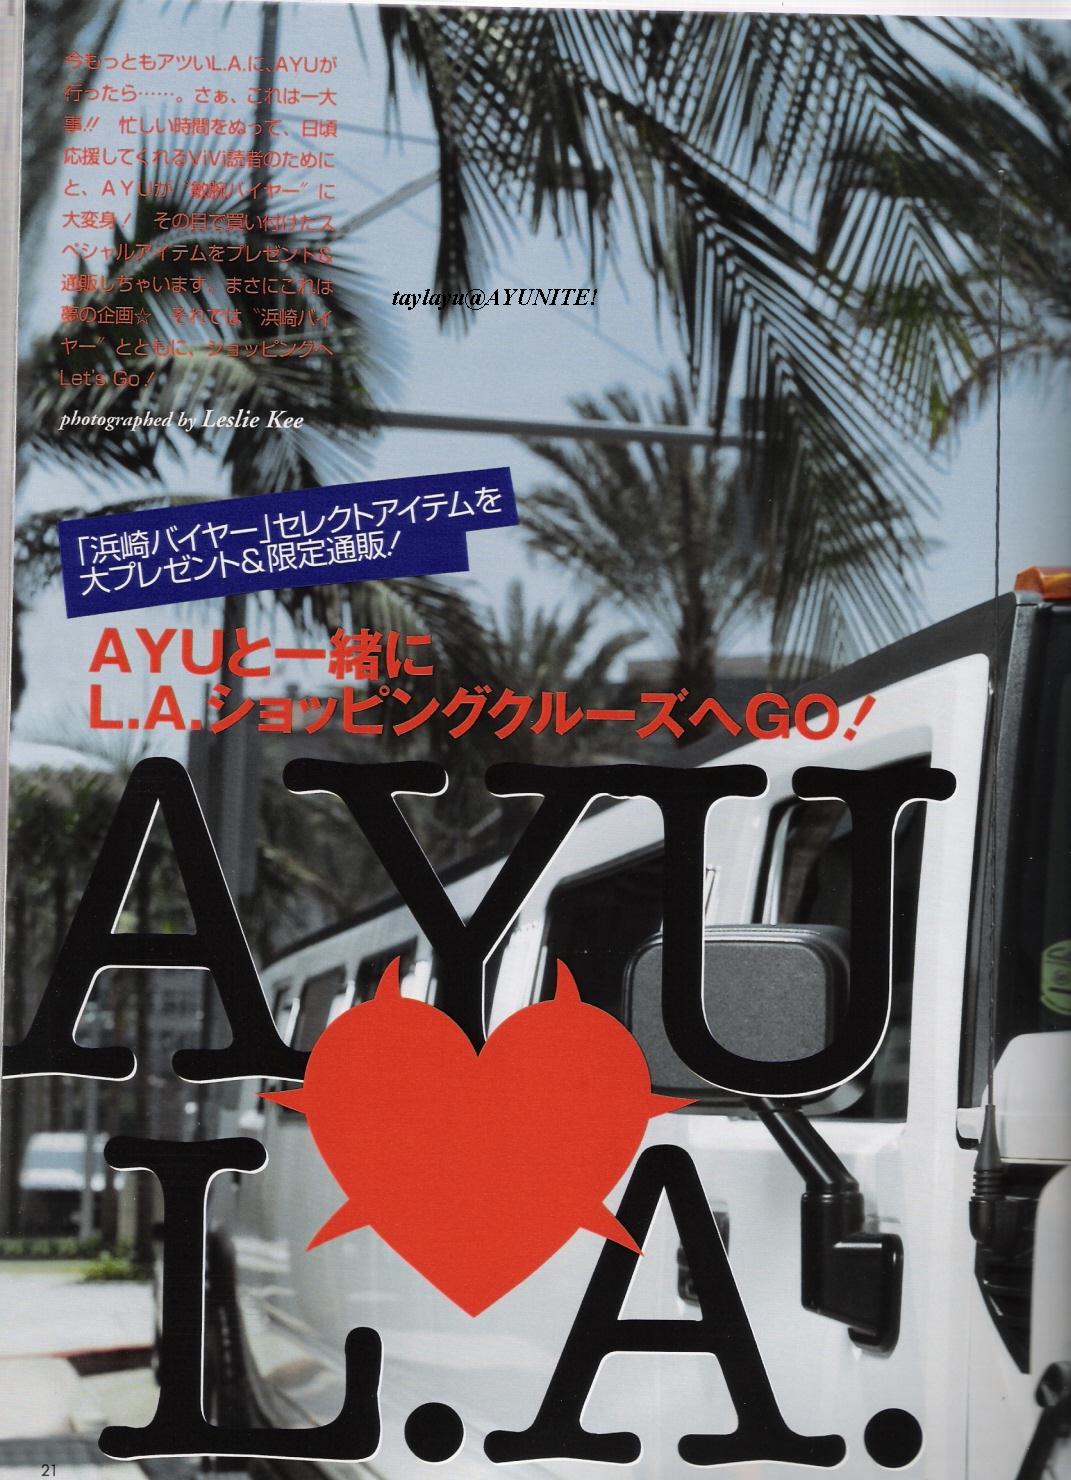 今もっともアツいL.A.に、AYUが
行ったら……。さぁ、これは一大
事!! 忙しい時間をぬって、日頃
応援してくれるViVi読者のために
と、AYUが〝敏腕バイヤー〟に
大変身！ その目で買い付けたス
ペシャルアイテムをプレゼント&
通販しちゃいます。まさにこれは
夢の企画☆ それでは〝浜崎バイ
ヤー〟とともに、ショッピングへ
Let's Go！
photographed by Leslie Kee
taylayu@AYUNITE!
「浜崎バイヤー」セレクトアイテムを
大プレゼント&限定通販!
AYUと一緒に
L.A.ショッピングクルーズへGO!
AYU
L.A.
21